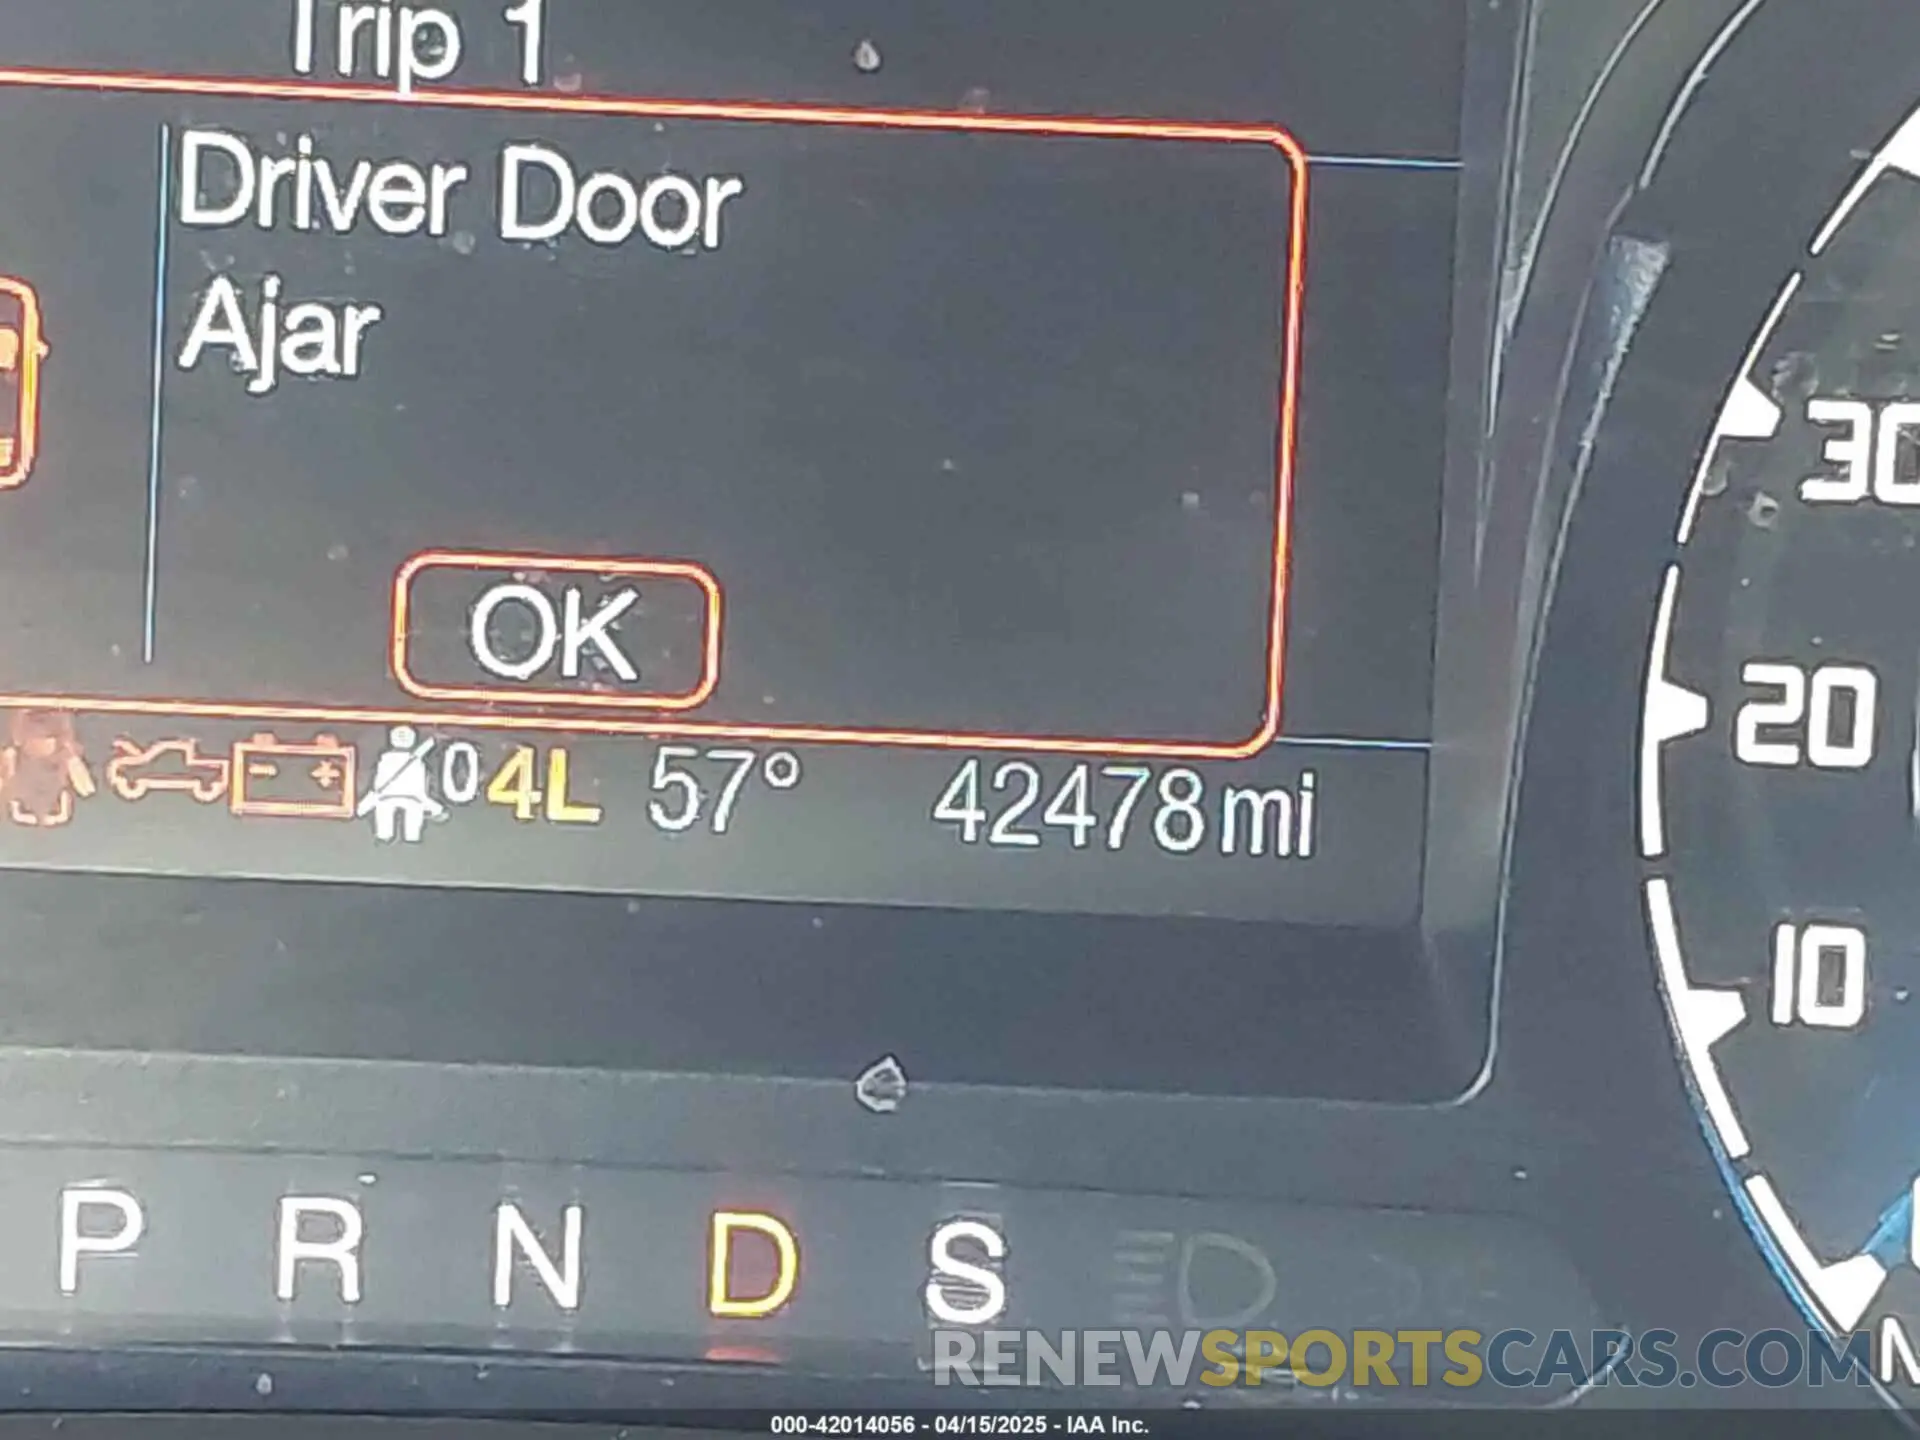 Trip 1
Driver Door
Ajar
OK
0 4L 57° 42478 mi
30
20
10
P R N D S
RENEWSPORTSCARS.COM
000-42014056 - 04/15/2025 - IAA Inc.